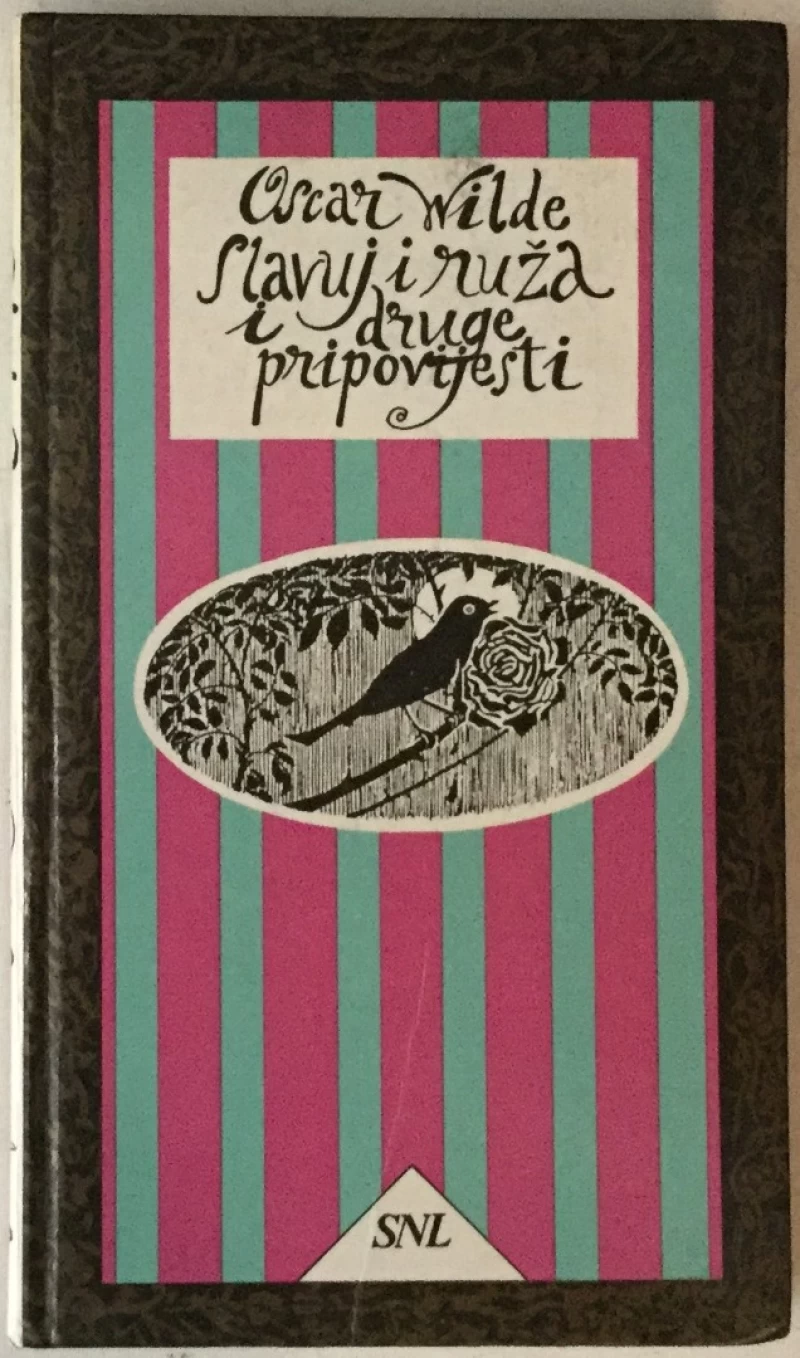 Oscar Wilde
Slavuj i ruža
i druge
pripovijesti
SNL